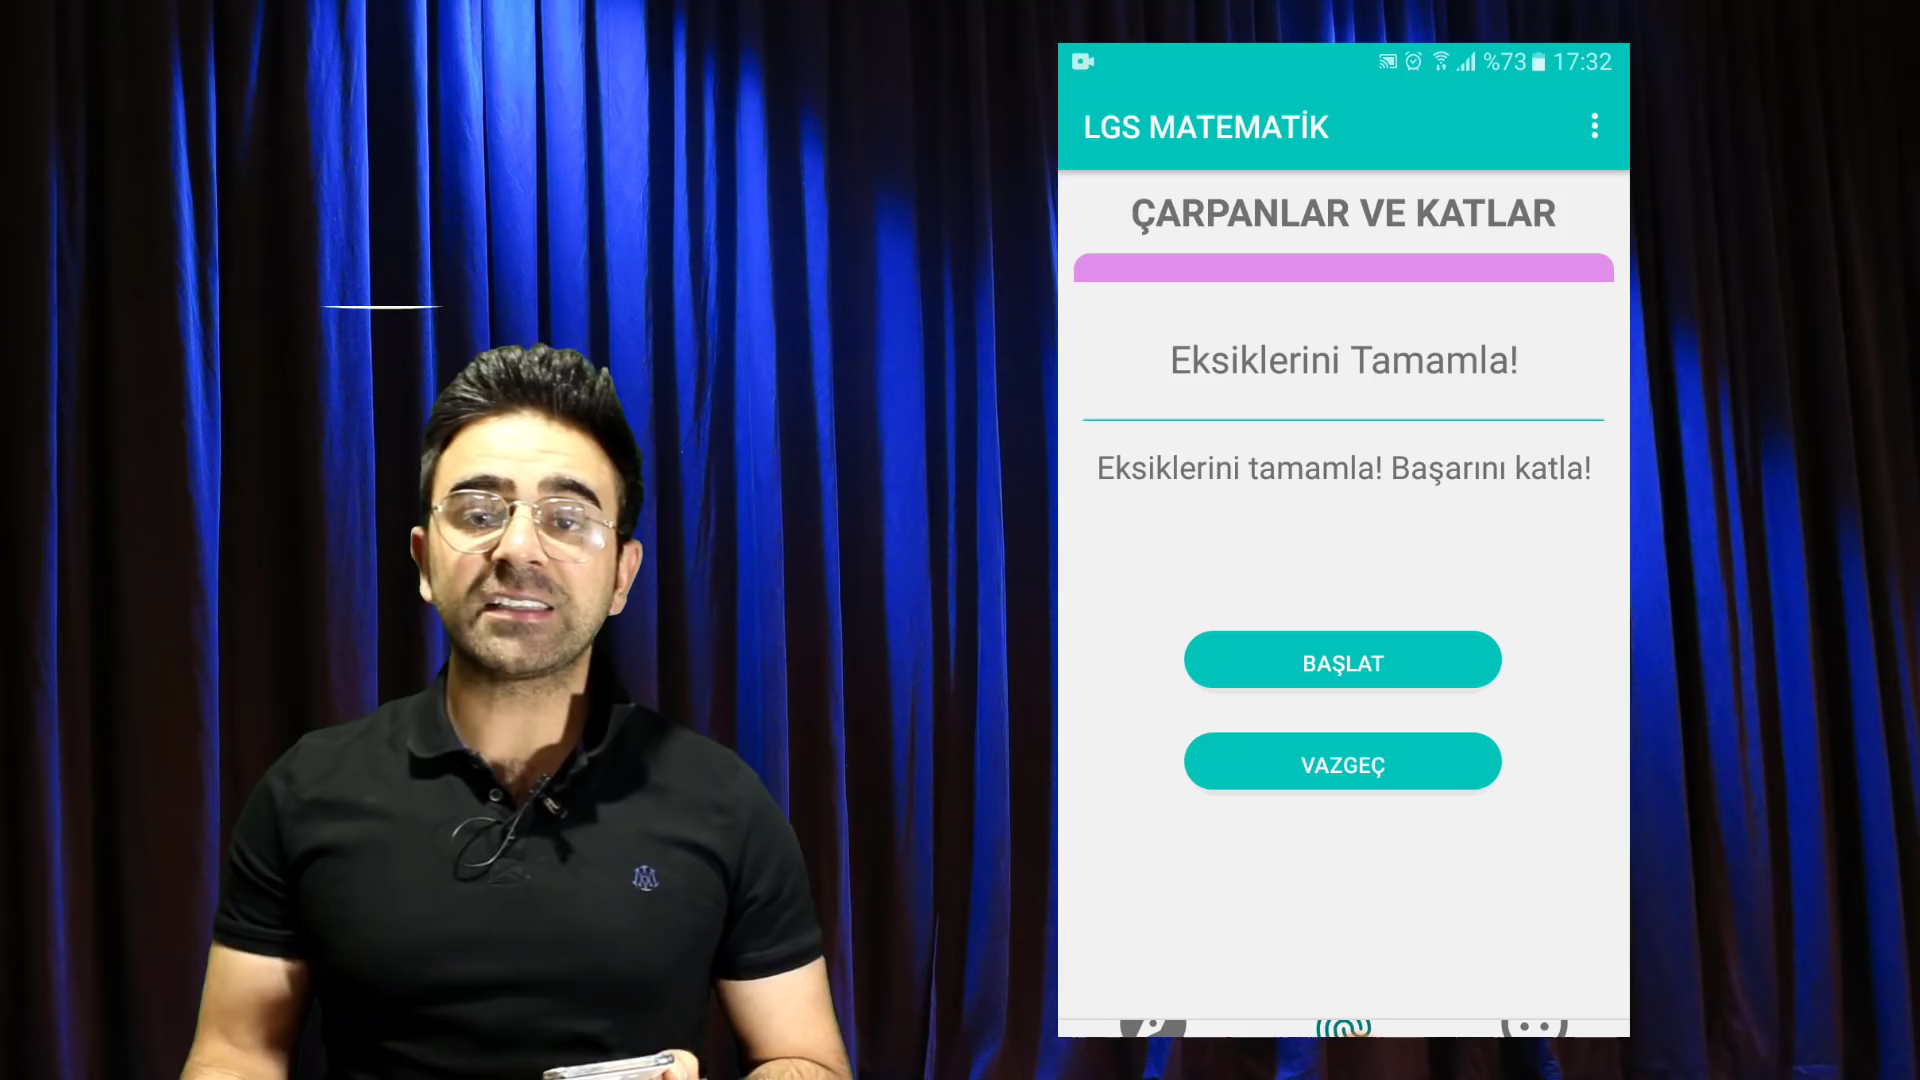 %73 17:32
LGS MATEMATİK
ÇARPANLAR VE KATLAR
Eksiklerini Tamamla!
Eksiklerini tamamla! Başarını katla!
BAŞLAT
VAZGEÇ